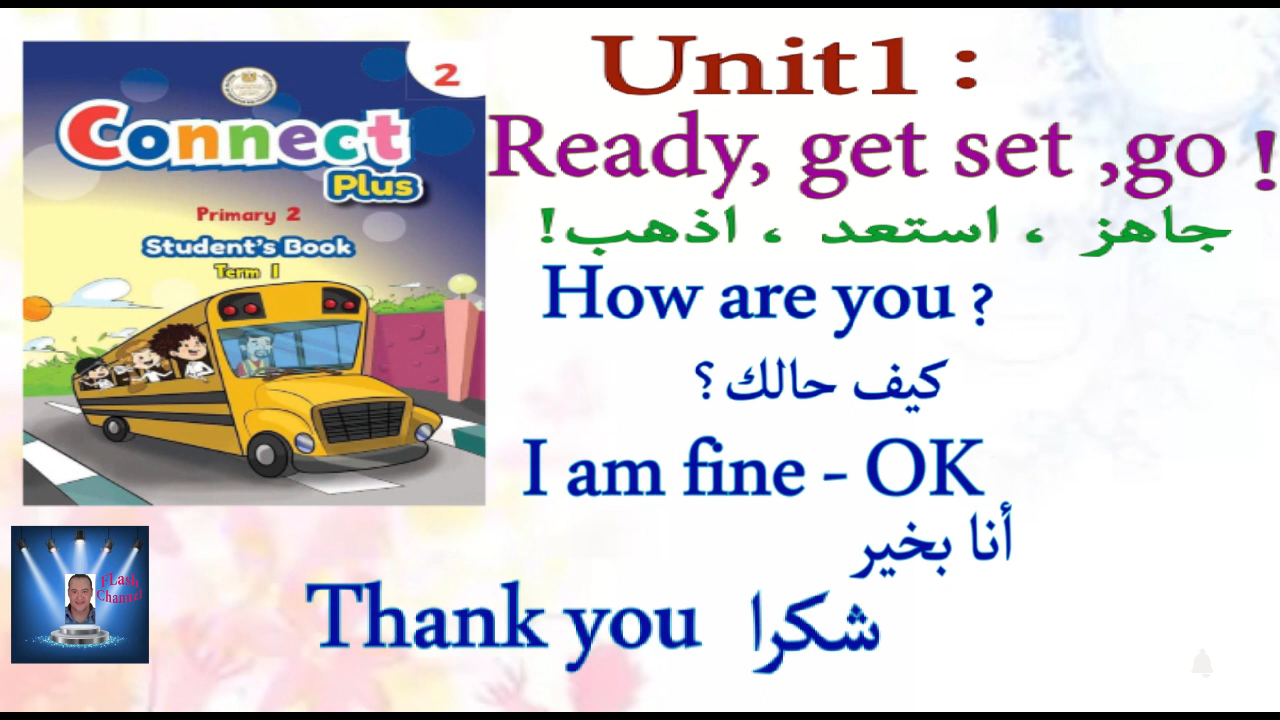 2
Connect
Plus
Primary 2
Student's Book
Term 1
FLash
Channel
Unit1 :
Ready, get set ,go !
جاهز ، استعد ، اذهب!
How are you ?
كيف حالك ؟
I am fine - OK
أنا بخير
Thank you شكرا